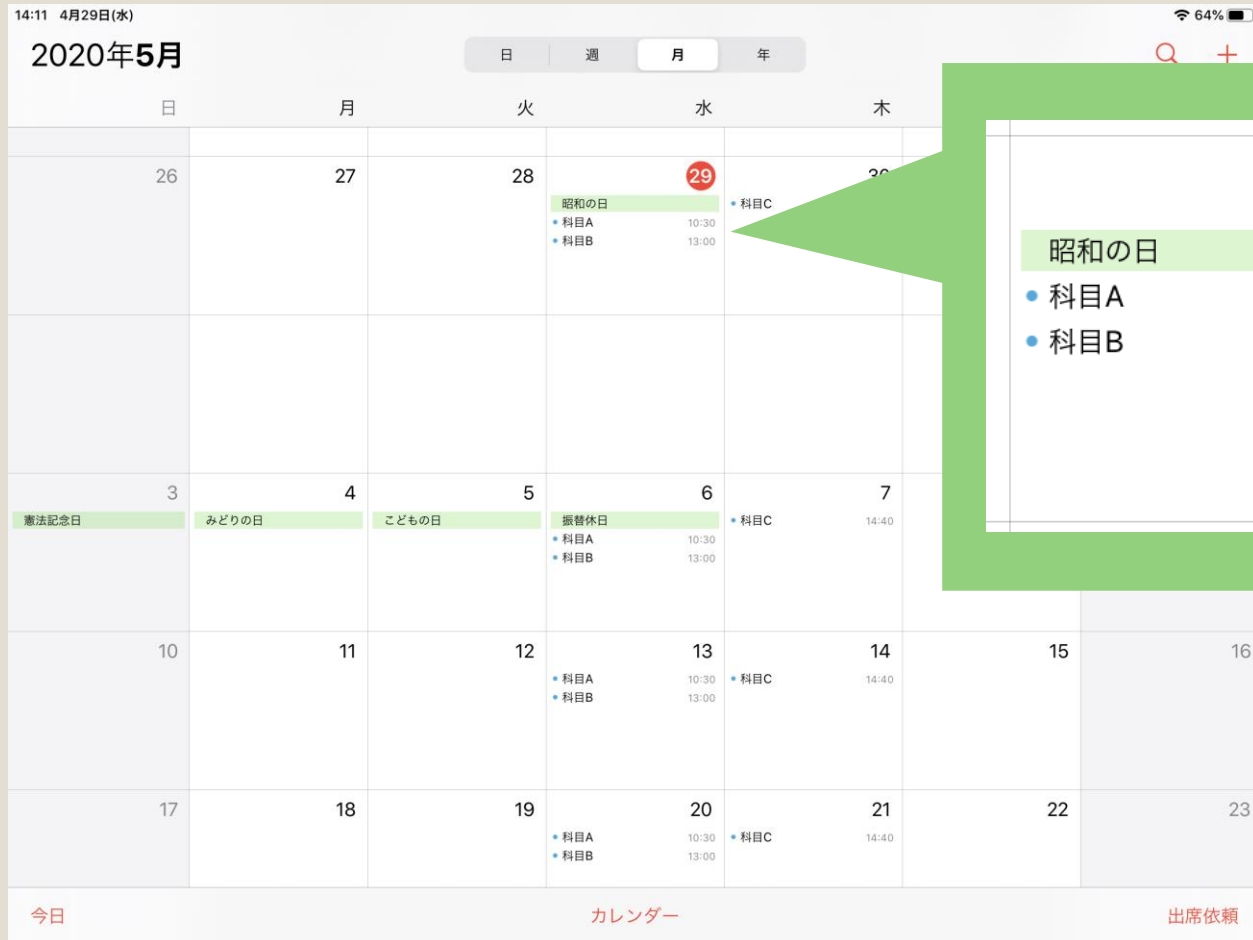 14:11 4月29日(水) 64%
2020年5月 日 週 月 年
日 月 火 水 木
26 27 28 29
昭和の日 科目C
科目A 10:30
科目B 13:00
昭和の日
科目A
科目B
3 4 5 6 7
憲法記念日 みどりの日 こどもの日 振替休日 科目C 14:40
科目A 10:30
科目B 13:00
10 11 12 13 14 15 16
科目A 10:30 科目C 14:40
科目B 13:00
17 18 19 20 21 22 23
科目A 10:30 科目C 14:40
科目B 13:00
今日 カレンダー 出席依頼